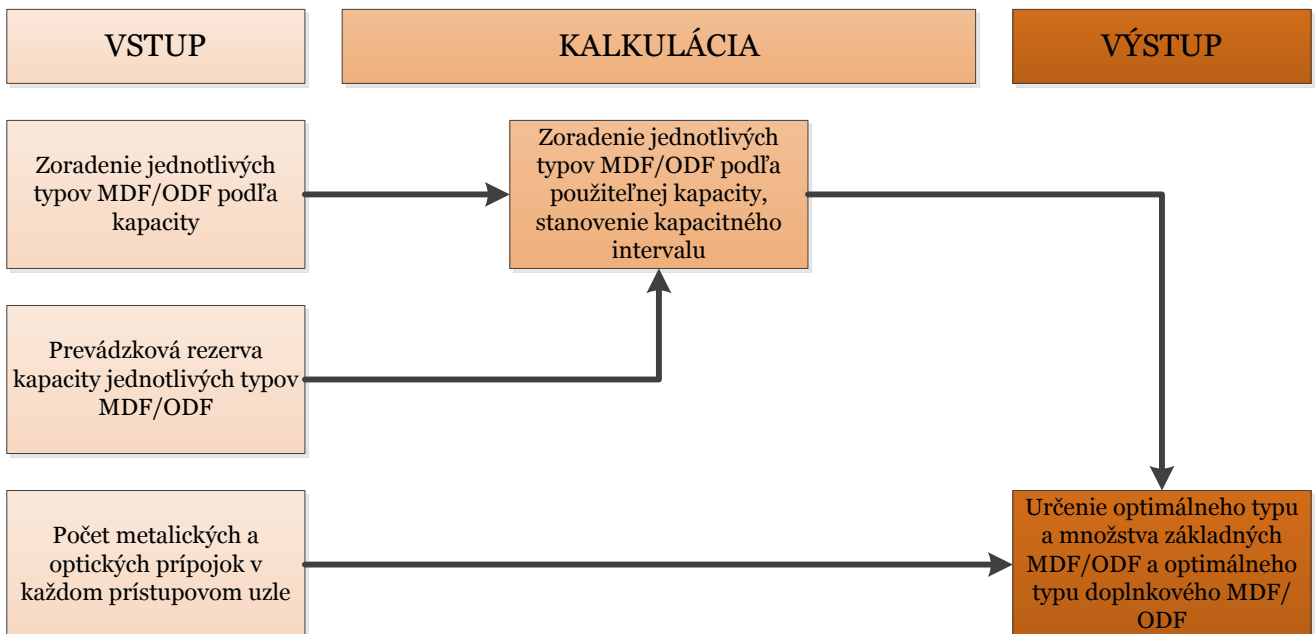 VSTUP
KALKULÁCIA
VÝSTUP
Zoradenie jednotlivých
typov MDF/ODF podľa
kapacity
Zoradenie jednotlivých
typov MDF/ODF podľa
použiteľnej kapacity,
stanovenie kapacitného
intervalu
Prevádzková rezerva
kapacity jednotlivých typov
MDF/ODF
Počet metalických a
optických prípojok v
každom prístupovom uzle
Určenie optimálneho typu
a množstva základných
MDF/ODF a optimálneho
typu doplnkového MDF/
ODF